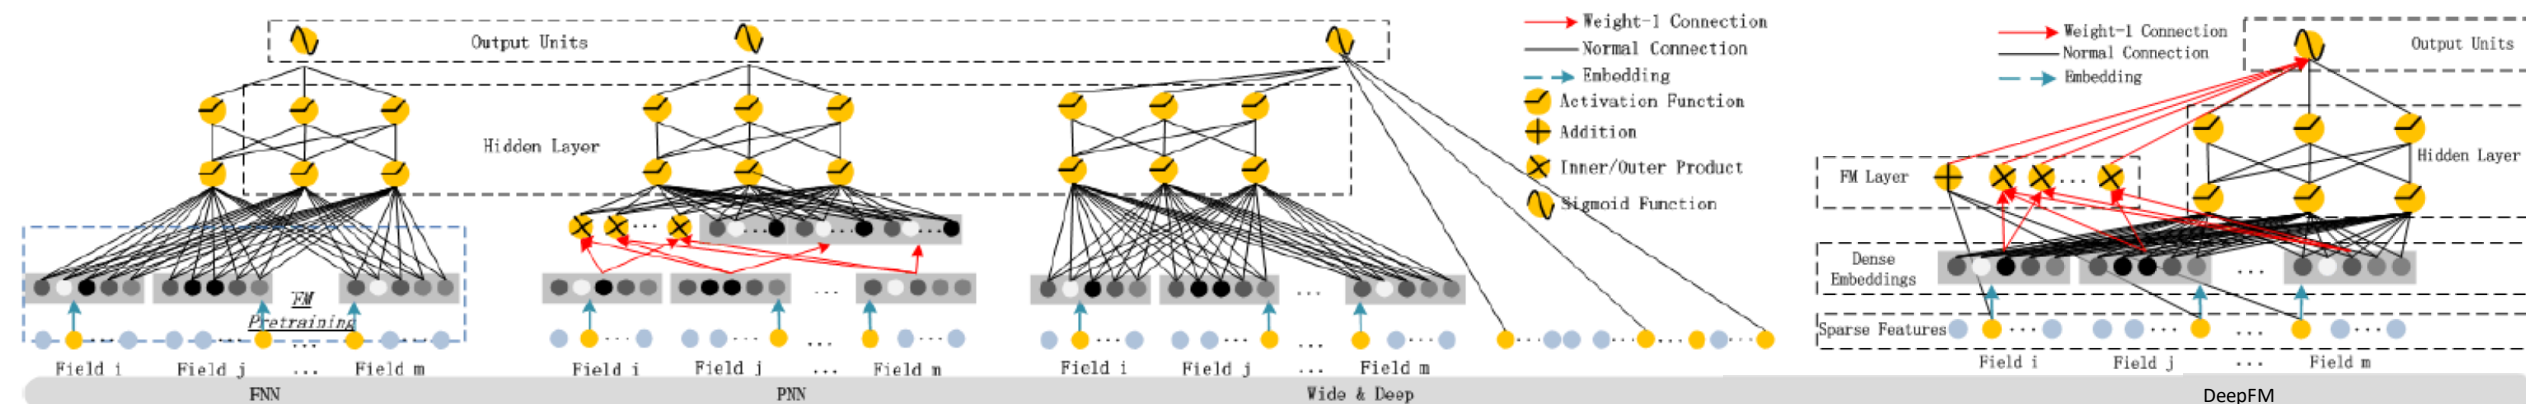 Output Units
Hidden Layer
FM
Pretraining
Field i
Field j
...
Field m
FNN
...
Field i
Field j
...
Field m
PNN
...
Field i
Field j
...
Field m
Wide & Deep
Weight-1 Connection
Normal Connection
Embedding
Activation Function
Addition
Inner/Outer Product
Sigmoid Function
Weight-1 Connection
Normal Connection
Embedding
Output Units
Hidden Layer
FM Layer
Dense
Embeddings
...
Sparse Features
...
Field i
Field j
...
Field m
DeepFM